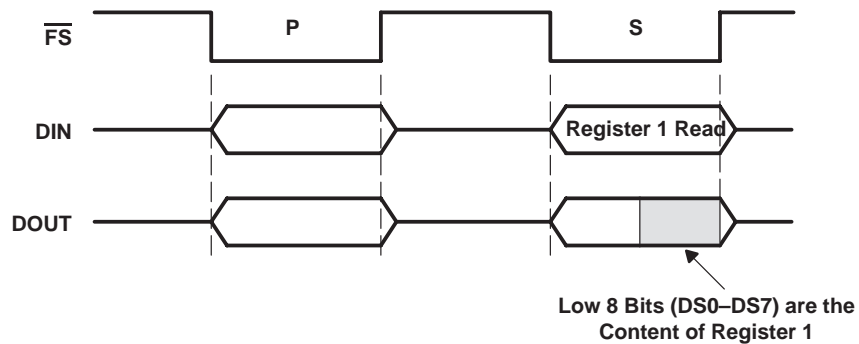 FS
P
S
DIN
Register 1 Read
DOUT
Low 8 Bits (DS0–DS7) are the
Content of Register 1